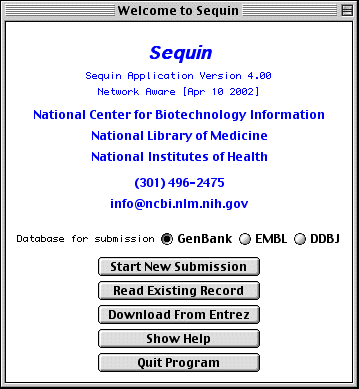 Welcome to Sequin
Sequin
Sequin Application Version 4.00
Network Aware [Apr 10 2002]
National Center for Biotechnology Information
National Library of Medicine
National Institutes of Health
(301) 496-2475
info@ncbi.nlm.nih.gov
Database for submission GenBank EMBL DDBJ
Start New Submission
Read Existing Record
Download From Entrez
Show Help
Quit Program